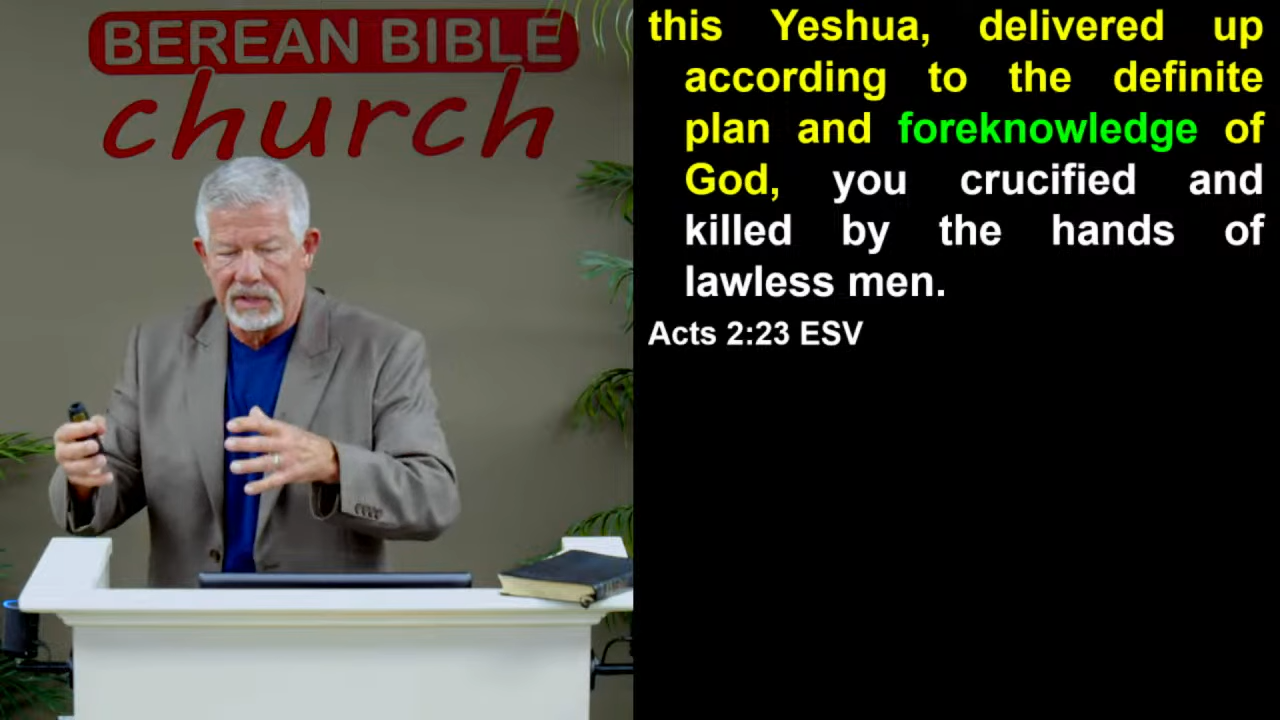 BEREAN BIBLE
church
this Yeshua, delivered up
according to the definite
plan and foreknowledge of
God, you crucified and
killed by the hands of
lawless men.
Acts 2:23 ESV